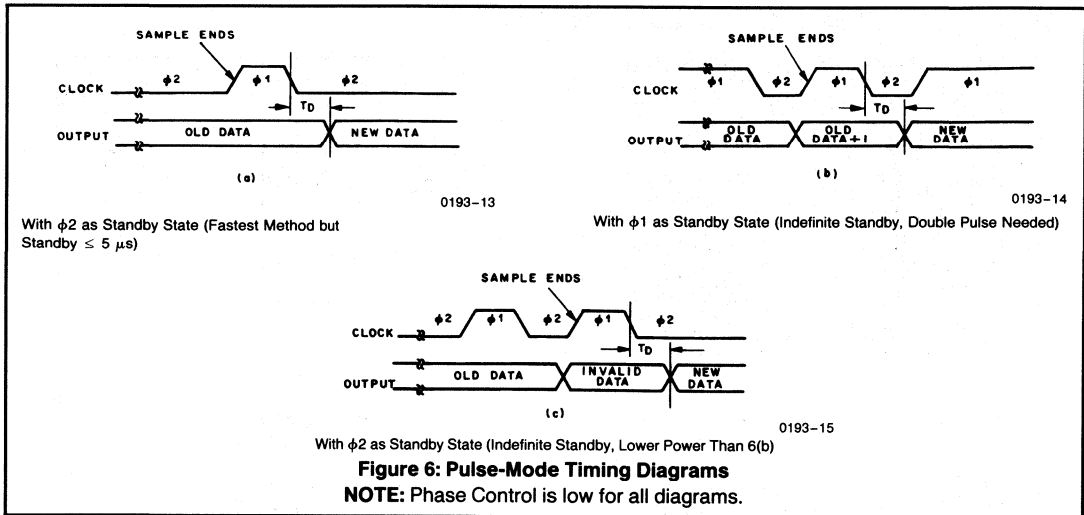 SAMPLE ENDS
φ2 φ1 φ2
CLOCK
TD
OUTPUT OLD DATA NEW DATA
(a)
0193–13
With φ2 as Standby State (Fastest Method but
Standby ≤ 5 μs)
SAMPLE ENDS
φ1 φ2 φ1 φ2 φ1
CLOCK
TD
OUTPUT OLD DATA OLD DATA+1 NEW DATA
(b)
0193–14
With φ1 as Standby State (Indefinite Standby, Double Pulse Needed)
SAMPLE ENDS
φ2 φ1 φ2 φ1 φ2
CLOCK
TD
OUTPUT OLD DATA INVALID DATA NEW DATA
(c)
0193–15
With φ2 as Standby State (Indefinite Standby, Lower Power Than 6(b)
Figure 6: Pulse-Mode Timing Diagrams
NOTE: Phase Control is low for all diagrams.